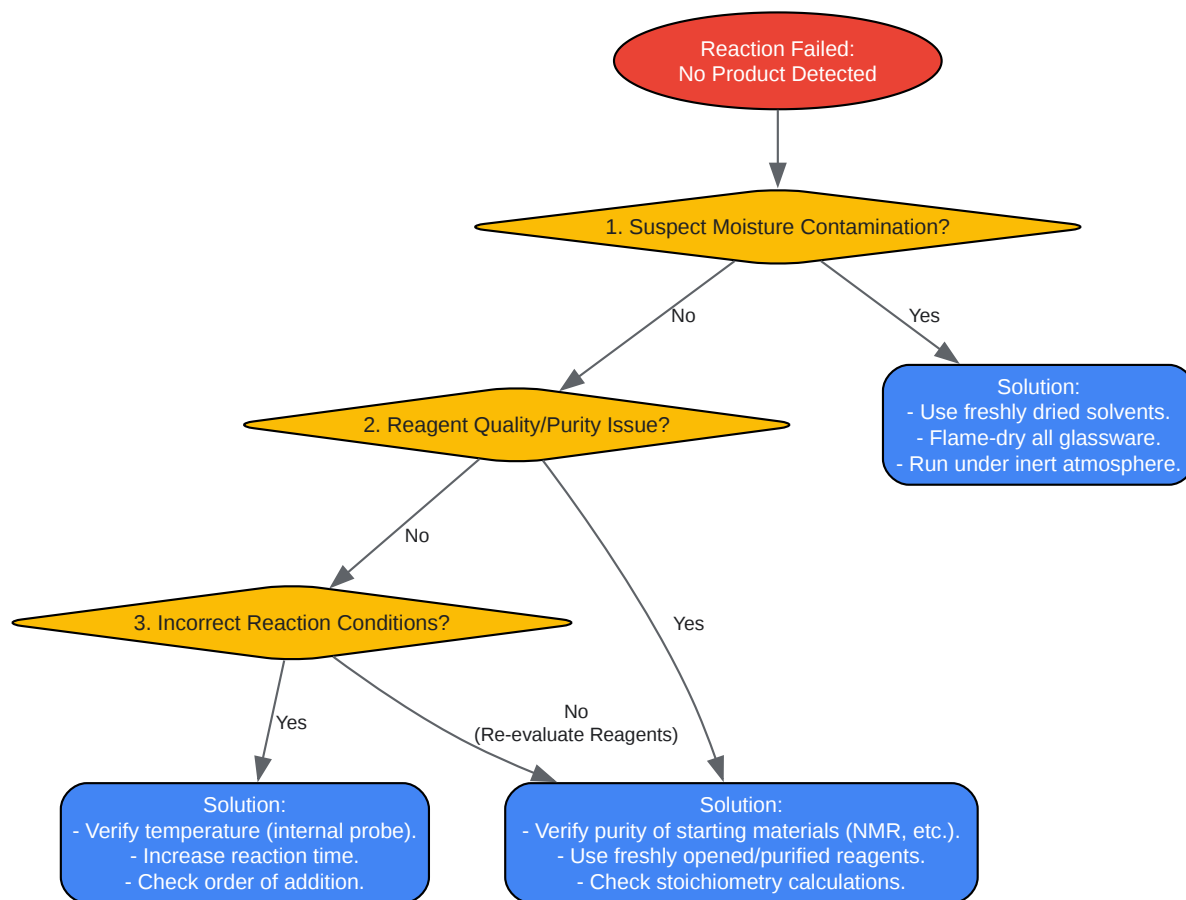 Reaction Failed:
No Product Detected
1. Suspect Moisture Contamination?
No
Yes
Solution:
- Use freshly dried solvents.
- Flame-dry all glassware.
- Run under inert atmosphere.
2. Reagent Quality/Purity Issue?
No
Yes
3. Incorrect Reaction Conditions?
Yes
No
(Re-evaluate Reagents)
Solution:
- Verify temperature (internal probe).
- Increase reaction time.
- Check order of addition.
Solution:
- Verify purity of starting materials (NMR, etc.).
- Use freshly opened/purified reagents.
- Check stoichiometry calculations.